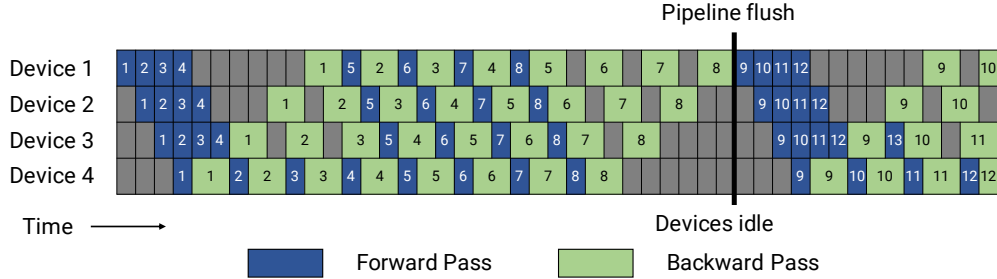 Pipeline flush
Device 1 1 2 3 4 1 5 2 6 3 7 4 8 5 6 7 8 9 10 11 12 9 10
Device 2 1 2 3 4 1 2 5 3 6 4 7 5 8 6 7 8 9 10 11 12 9 10
Device 3 1 2 3 4 1 2 3 5 4 6 5 7 6 8 7 8 9 10 11 12 9 13 10 11
Device 4 1 1 2 2 3 3 4 4 5 5 6 6 7 7 8 8 9 9 10 10 11 11 12 12
Time Devices idle
Forward Pass Backward Pass